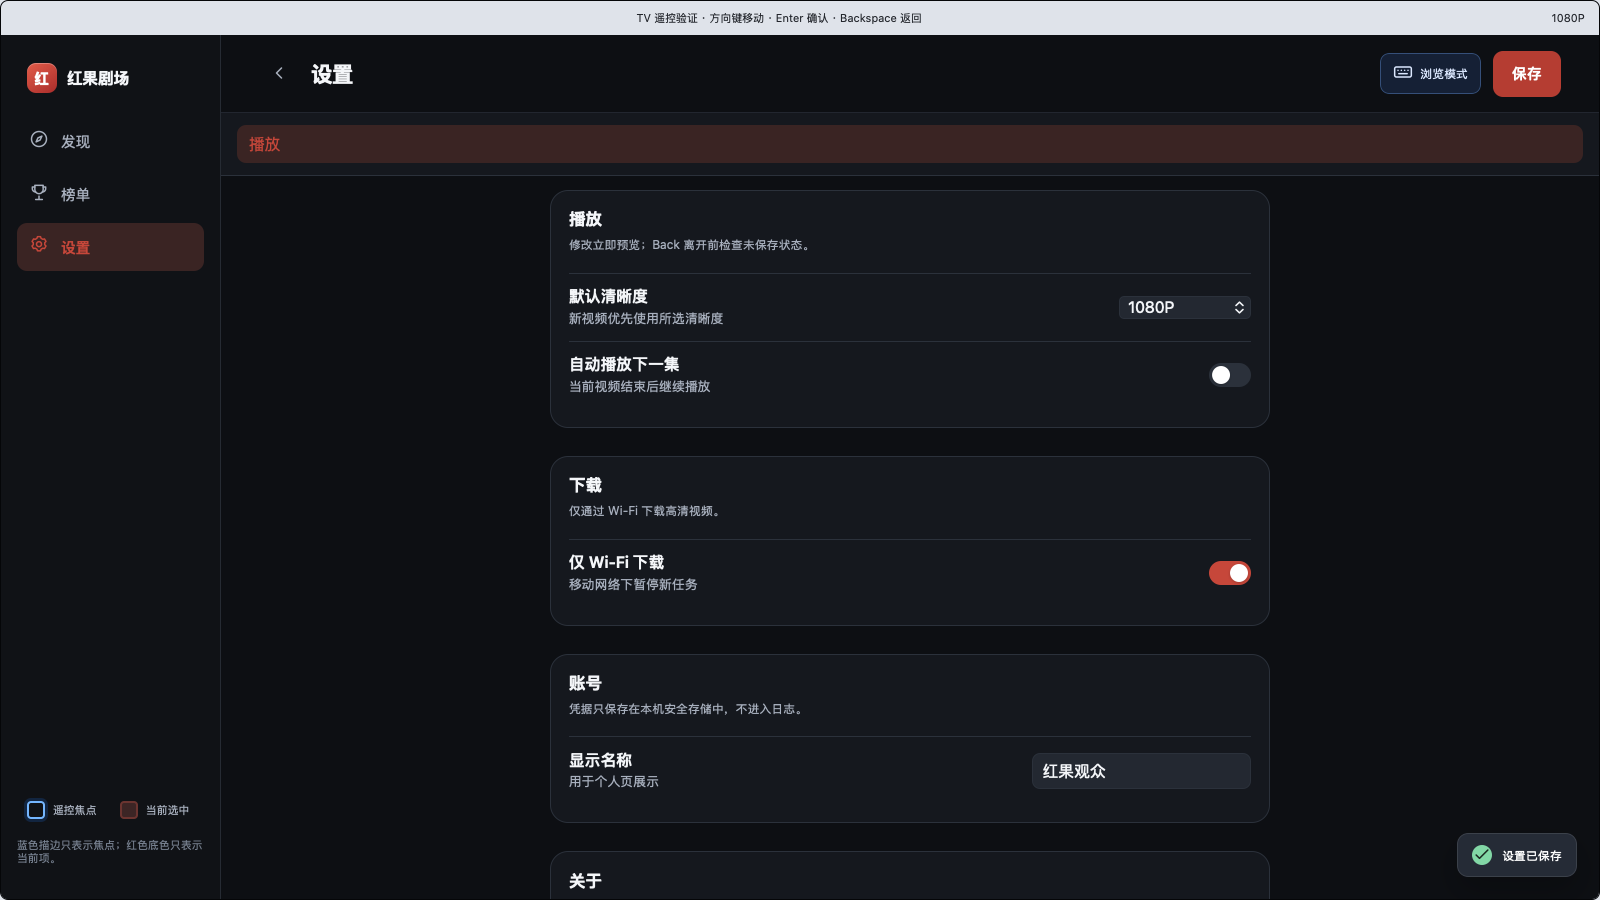 TV 遥控验证 · 方向键移动 · Enter 确认 · Backspace 返回
1080P
红 红果剧场
发现
榜单
设置
遥控焦点
当前选中
蓝色描边只表示焦点；红色底色只表示
当前项。
设置
浏览模式
保存
播放
播放
修改立即预览；Back 离开前检查未保存状态。
默认清晰度
新视频优先使用所选清晰度
1080P
自动播放下一集
当前视频结束后继续播放
下载
仅通过 Wi-Fi 下载高清视频。
仅 Wi-Fi 下载
移动网络下暂停新任务
账号
凭据只保存在本机安全存储中，不进入日志。
显示名称
用于个人页展示
红果观众
关于
设置已保存